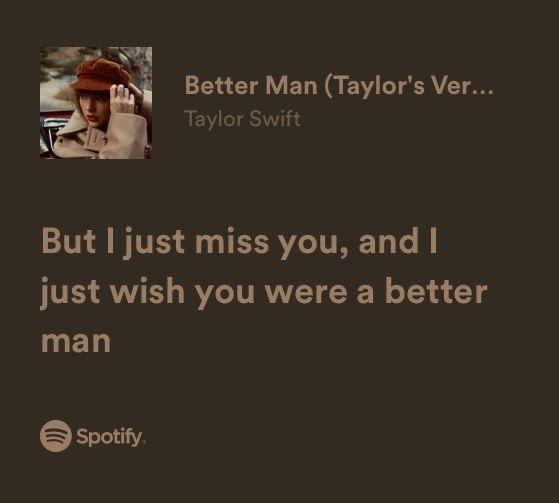 Better Man (Taylor's Ver...
Taylor Swift
But I just miss you, and I
just wish you were a better
man
Spotify